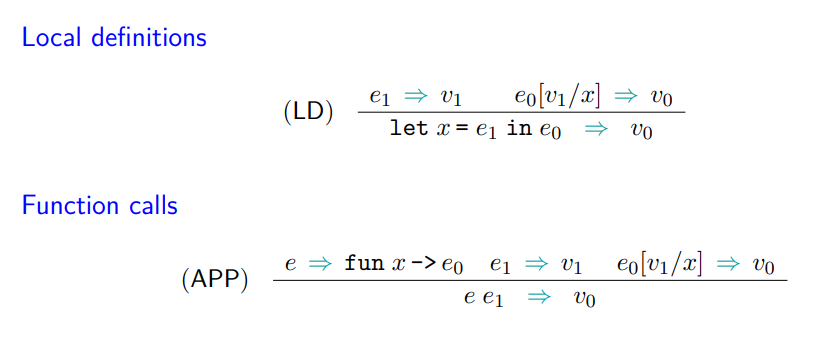 Local definitions
e₁ ⇒ v₁ e₀[v₁/x] ⇒ v₀
(LD)
let x = e₁ in e₀ ⇒ v₀
Function calls
e ⇒ fun x -> e₀ e₁ ⇒ v₁ e₀[v₁/x] ⇒ v₀
(APP)
e e₁ ⇒ v₀